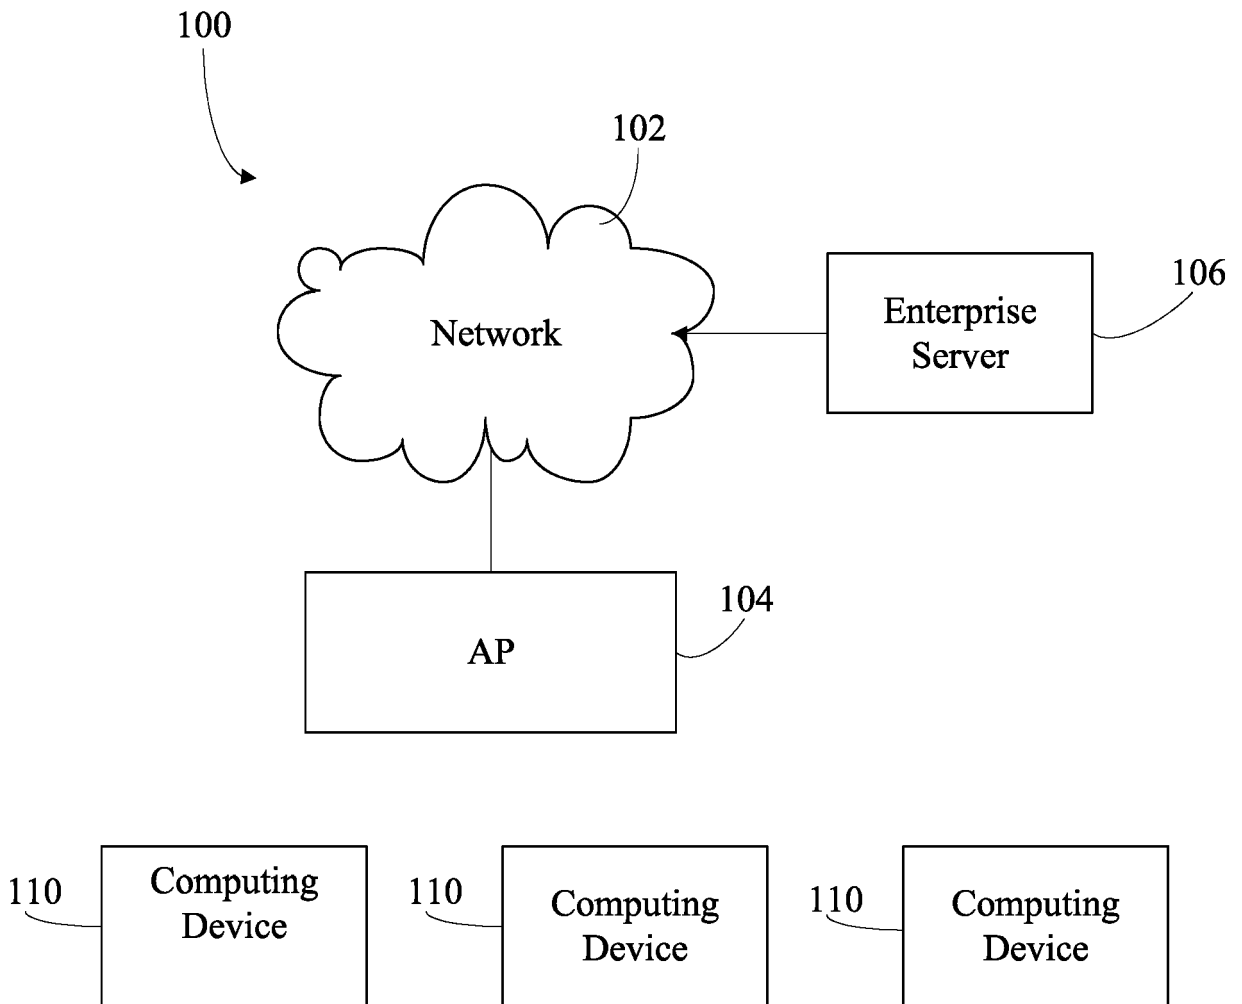 100
102
Network
Enterprise
Server
106
AP
104
110
Computing
Device
110
Computing
Device
110
Computing
Device